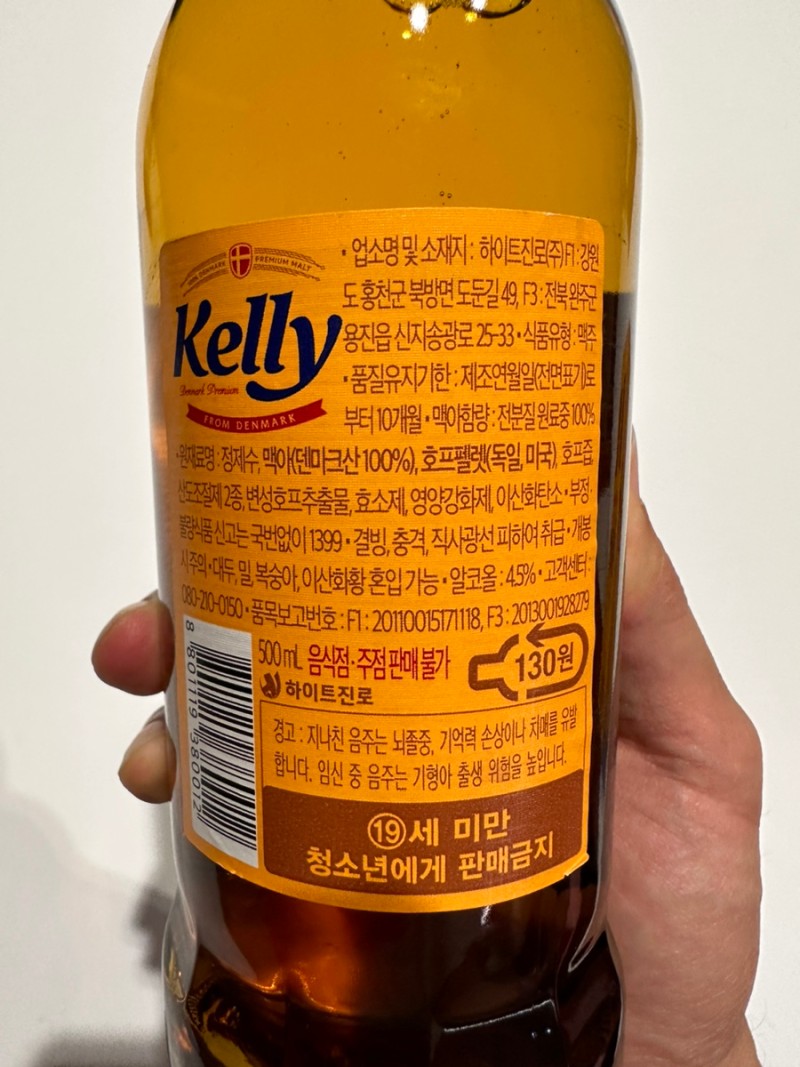 100% DENMARK PREMIUM MALT
Kelly
Denmark Premium
FROM DENMARK
• 업소명 및 소재지 : 하이트진로(주) F1 : 강원
도 홍천군 북방면 도둔길 49, F3 : 전북 완주군
용진읍 신지송광로 25-33 • 식품유형 : 맥주
• 품질유지기한 : 제조연월일(전면표기)로
부터 10개월 • 맥아함량 : 전분질 원료 중 100%
• 원재료명 : 정제수, 맥아(덴마크산 100%), 호프펠렛(독일, 미국), 호프즙,
산도조절제 2종, 변성호프추출물, 효소제, 영양강화제, 이산화탄소 • 부정·
불량식품 신고는 국번없이 1399 • 결빙, 충격, 직사광선 피하여 취급 • 개봉
시 주의 • 대두, 밀, 복숭아, 이산화황 혼입 가능 • 알코올 : 4.5% • 고객센터 :
080-210-0150 • 품목보고번호 : F1 : 20110015171118, F3 : 2013001928279
500 mL 음식점·주점 판매 불가
130원
하이트진로
8 801119 380012
경고 : 지나친 음주는 뇌졸중, 기억력 손상이나 치매를 유발
합니다. 임신 중 음주는 기형아 출생 위험을 높입니다.
⑲세 미만
청소년에게 판매금지